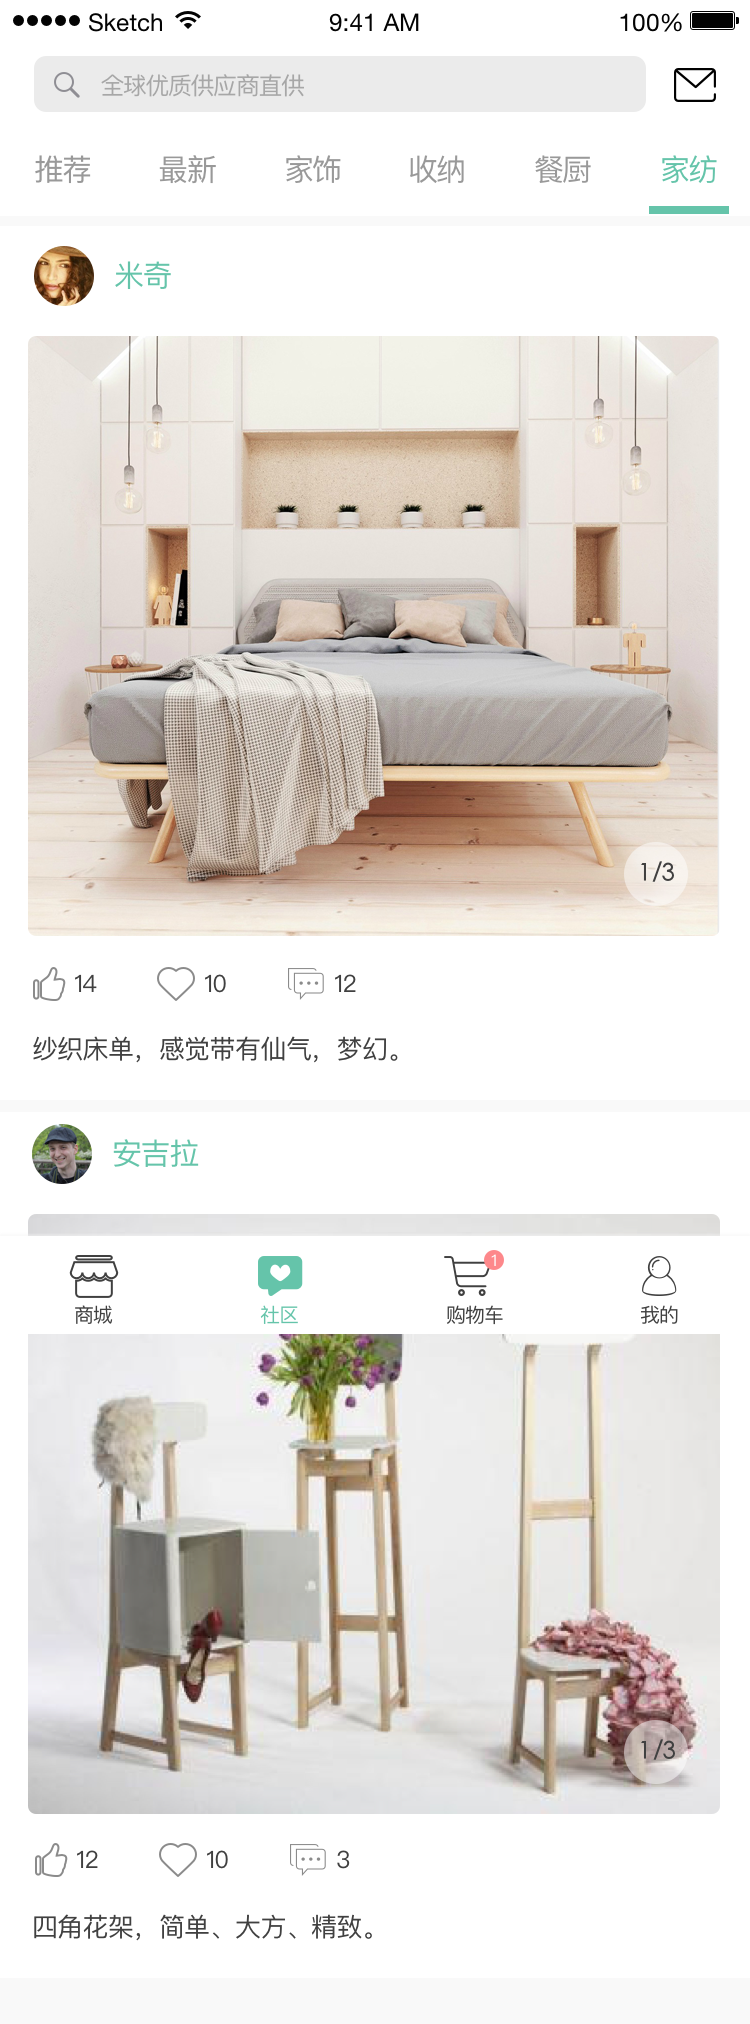 Sketch 9:41 AM 100%
全球优质供应商直供
推荐 最新 家饰 收纳 餐厨 家纺
米奇
1/3
14 10 12
纱织床单，感觉带有仙气，梦幻。
安吉拉
1
商城 社区 购物车 我的
1/3
12 10 3
四角花架，简单、大方、精致。